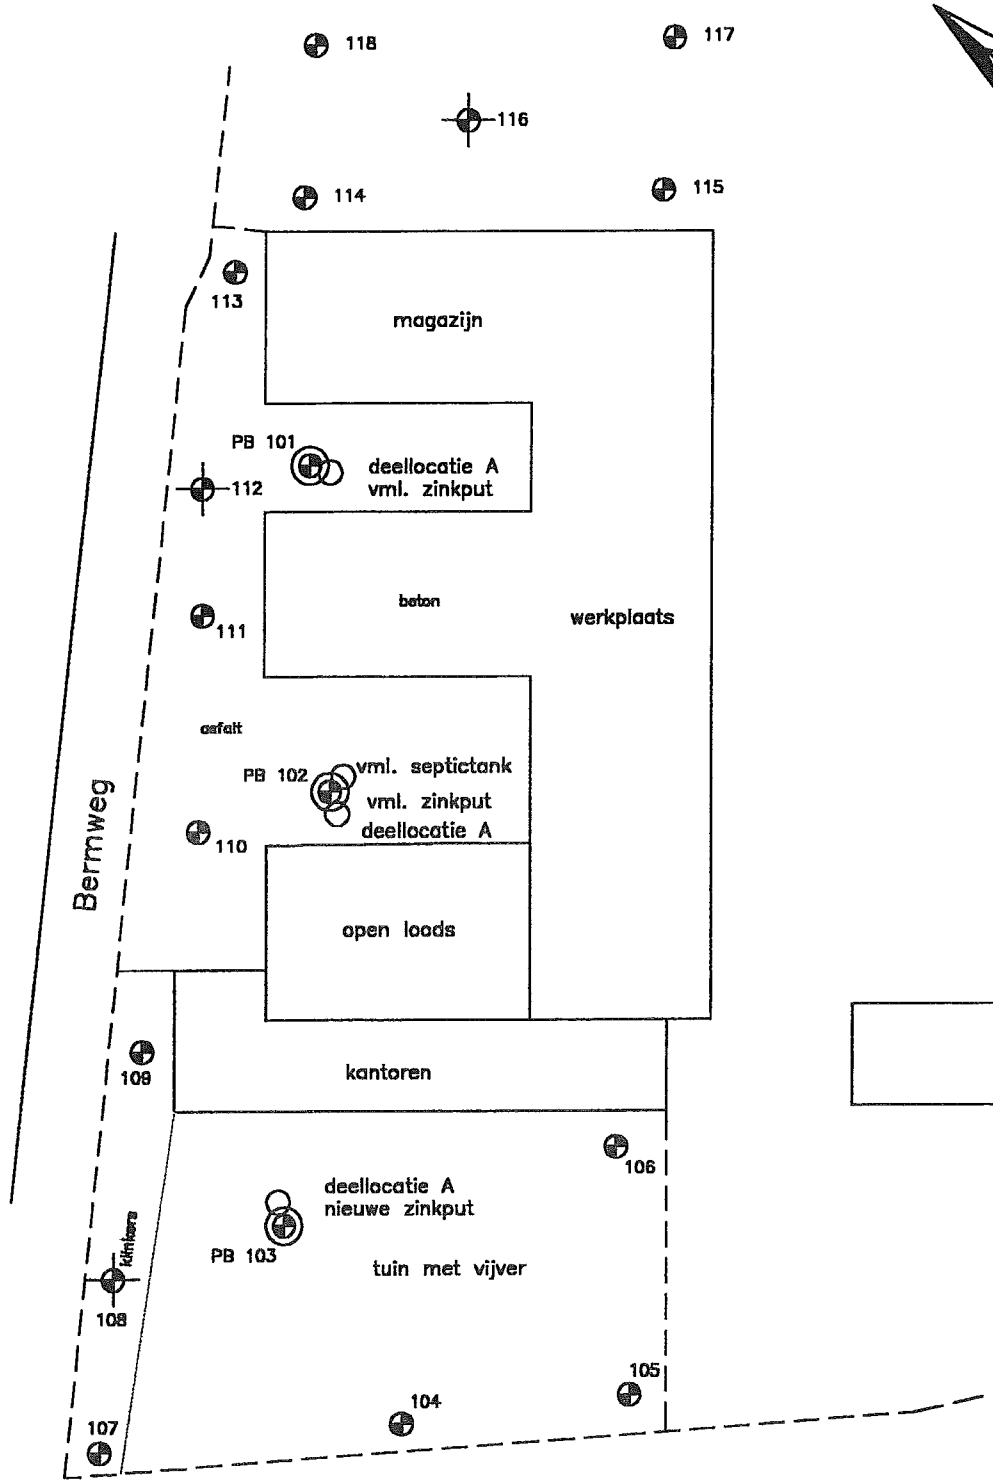 118
117
116
114
115
113
magazijn
PB 101
deellocatie A
vml. zinkput
112
beton
111
werkplaats
asfalt
vml. septictank
PB 102
vml. zinkput
deellocatie A
110
Bermweg
open loods
109
kantoren
106
deellocatie A
nieuwe zinkput
klinkers
PB 103
tuin met vijver
108
105
104
107